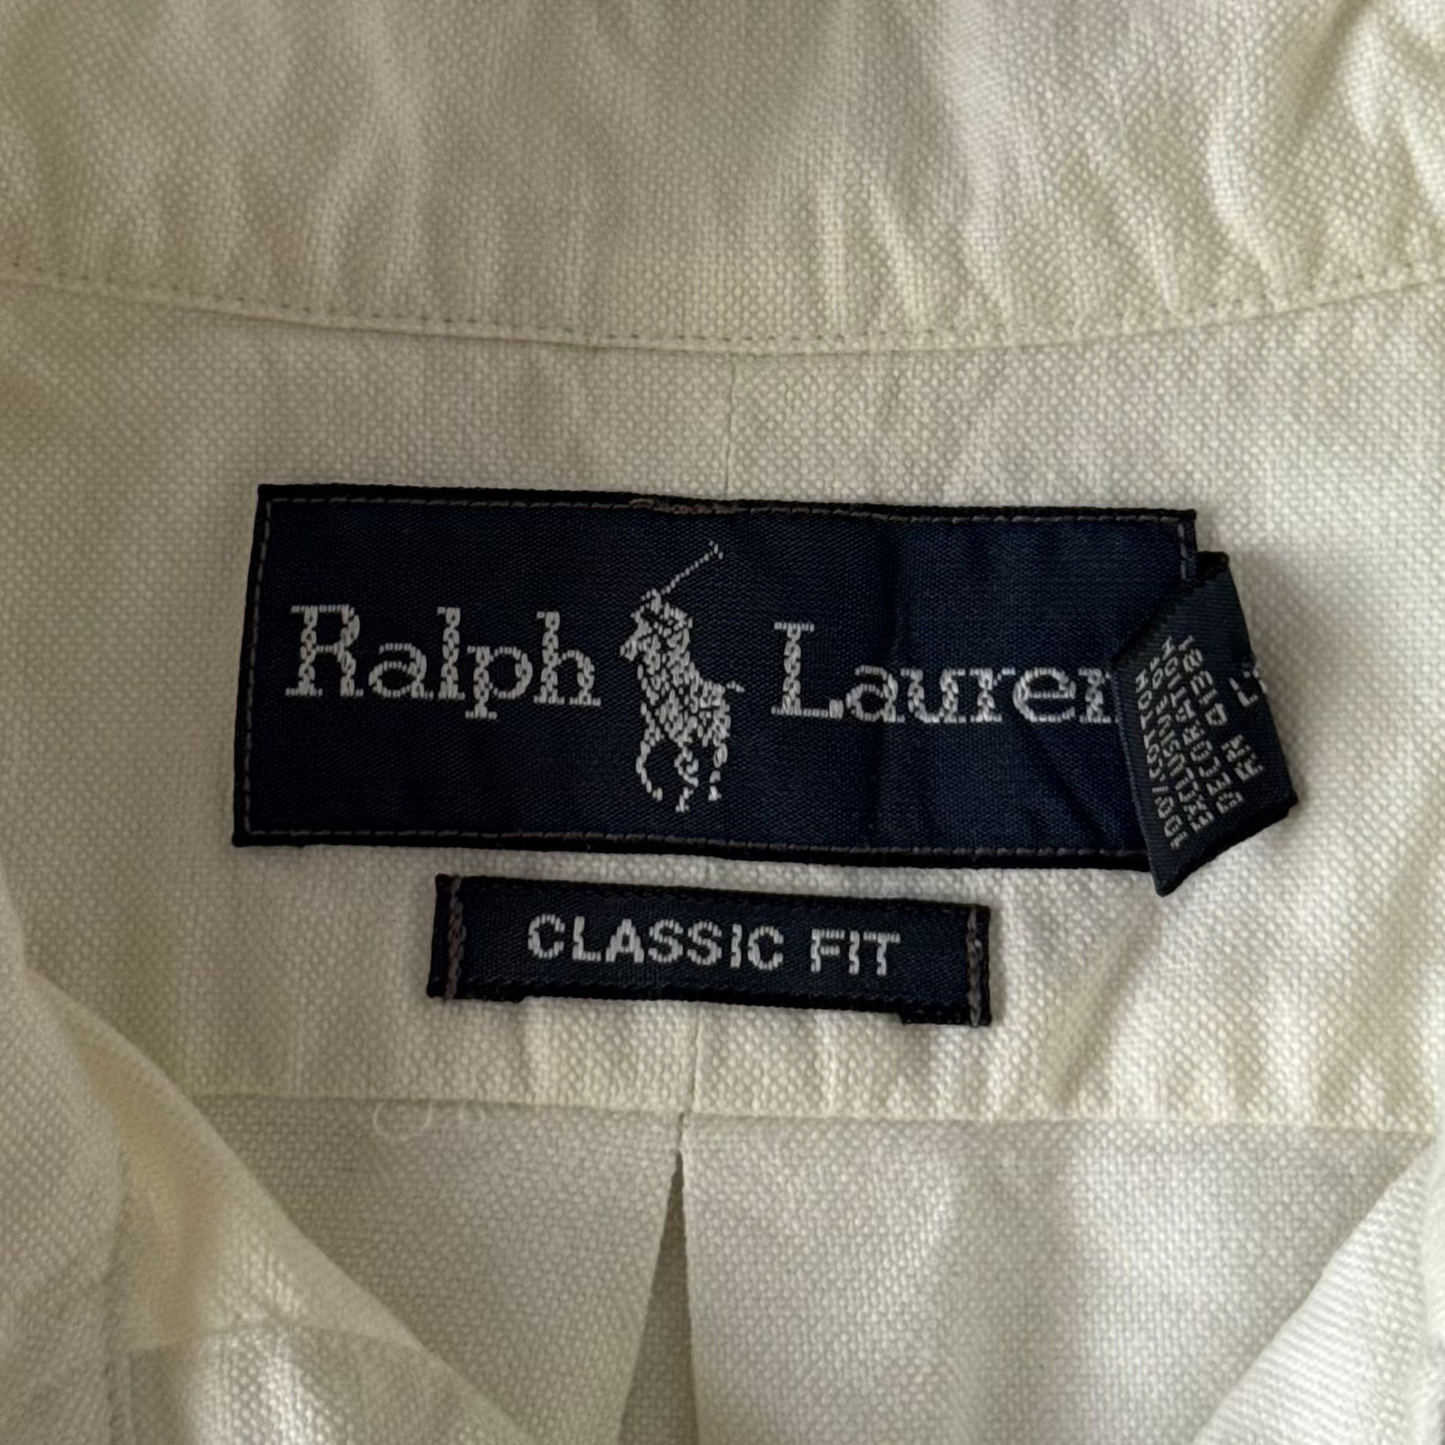 Ralph Lauren
CLASSIC FIT
100% COTTON
EXCLUSIVE OF
DECORATION
RN 41381